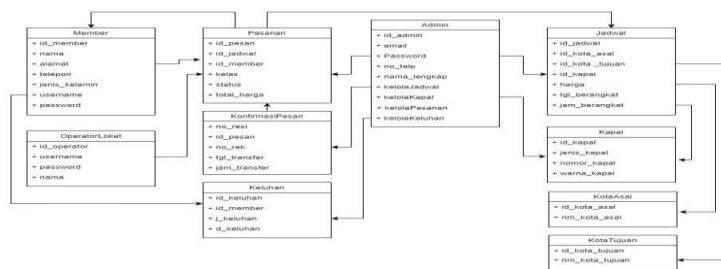 Member
+ id_member
+ nama
+ alamat
+ telepon
+ jenis_kelamin
+ username
+ password
Pesanan
+ id_pesan
+ id_jadwal
+ id_member
+ kelas
+ status
+ total_harga
Admin
+ id_admin
+ email
+ Password
+ no_telp
+ nama_lengkap
+ kelolaJadwal
+ kelolaKapal
+ kelolaPesanan
+ kelolaKeluhan
Jadwal
+ id_jadwal
+ id_kota_asal
+ id_kota _tujuan
+ id_kapal
+ harga
+ tgl_berangkat
+ jam_berangkat
OperatorLoket
+ id_operator
+ username
+ password
+ nama
KonfirmasiPesan
+ no_resi
+ id_pesan
+ no_rek
+ tgl_transfer
+ jam_transfer
Kapal
+ id_kapal
+ jenis_kapal
+ nomor_kapal
+ warna_kapal
Keluhan
+ id_keluhan
+ id_member
+ j_keluhan
+ d_keluhan
KotaAsal
+ id_kota_asal
+ nm_kota_asal
KotaTujuan
+ id_kota_tujuan
+ nm_kota_tujuan